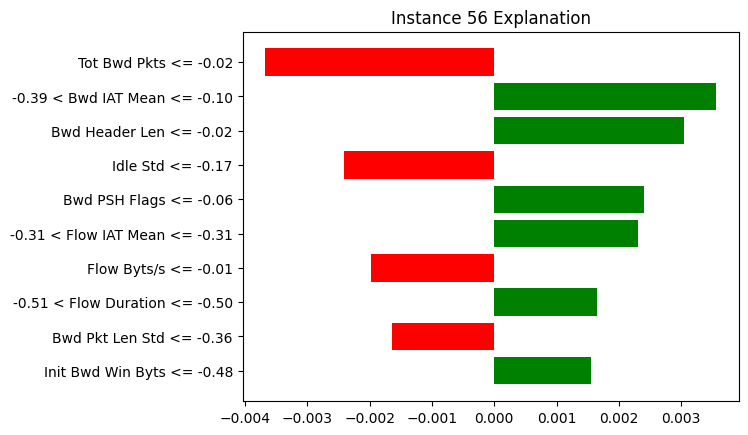 Instance 56 Explanation
Tot Bwd Pkts <= -0.02
-0.39 < Bwd IAT Mean <= -0.10
Bwd Header Len <= -0.02
Idle Std <= -0.17
Bwd PSH Flags <= -0.06
-0.31 < Flow IAT Mean <= -0.31
Flow Byts/s <= -0.01
-0.51 < Flow Duration <= -0.50
Bwd Pkt Len Std <= -0.36
Init Bwd Win Byts <= -0.48
−0.004 −0.003 −0.002 −0.001 0.000 0.001 0.002 0.003